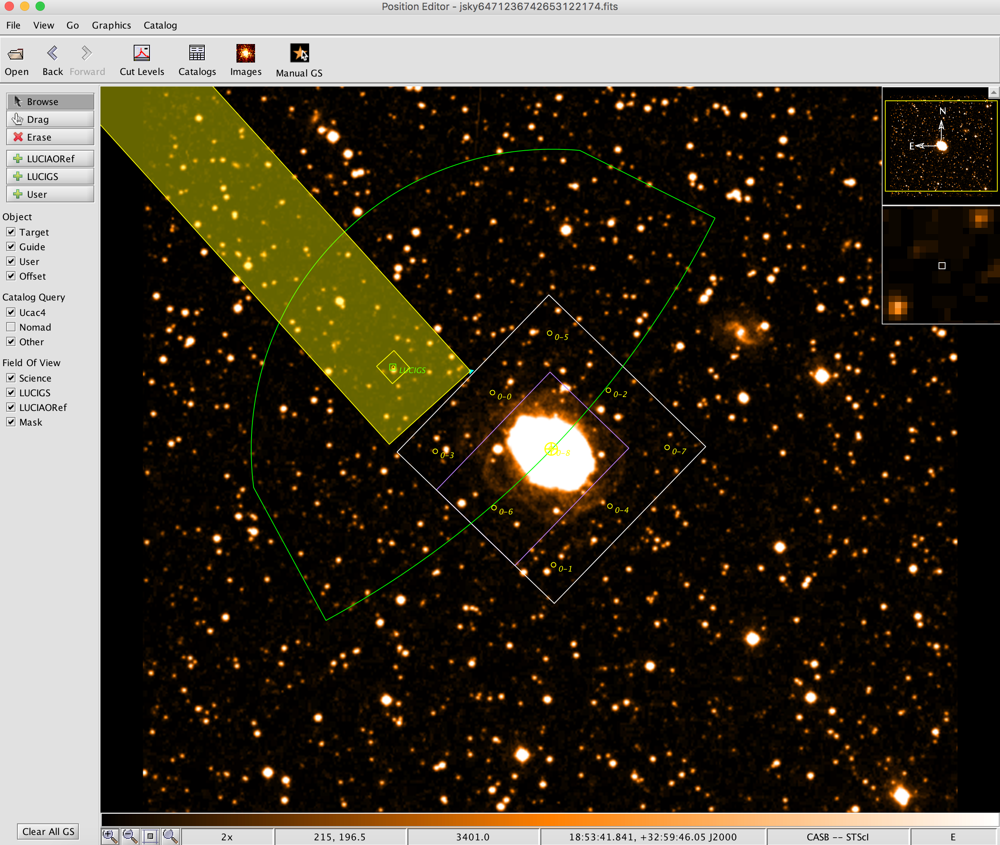 Position Editor - jsky6471236742653122174.fits
File View Go Graphics Catalog
Open Back Forward Cut Levels Catalogs Images Manual GS
Browse
Drag
Erase
LUCIAORef
LUCIGS
User
Object
Target
Guide
User
Offset
Catalog Query
Ucac4
Nomad
Other
Field Of View
Science
LUCIGS
LUCIAORef
Mask
Clear All GS
N
E
0-5
LUCIGS
0-0
0-2
0-3
0-8
0-7
0-6
0-4
0-1
2x 215, 196.5 3401.0 18:53:41.841, +32:59:46.05 J2000 CASB -- STScI E